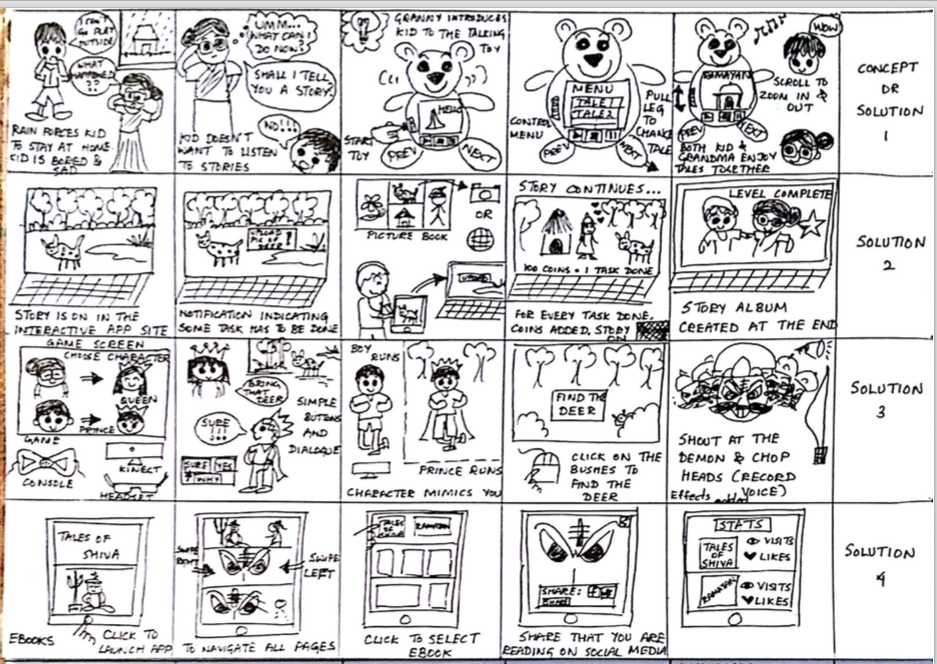 I CAN'T
GO PLAY
OUTSIDE
WHAT
HAPPENED
??
RAIN FORCES KID
TO STAY AT HOME.
KID IS BORED &
SAD
UMM...
WHAT CAN I
DO NOW?
SHALL I TELL
YOU A STORY?
NO!!!
KID DOESN'T
WANT TO LISTEN
TO STORIES
GRANNY INTRODUCES
KID TO THE TALKING
TOY
HELLO
START
TOY
PREV
NEXT
MENU
TALE 1
TALE 2
CONTROL
MENU
PULL
LEG
TO
CHANGE
TALE
PREV
NEXT
WOW
RAMAYAN
SCROLL TO
ZOOM IN &
OUT
PREV
NEXT
BOTH KID &
GRANDMA ENJOY
TALES TOGETHER
CONCEPT
OR
SOLUTION
1
STORY IS ON IN THE
INTERACTIVE APP SITE
UPLOAD
PIC OF
DEER
NOTIFICATION INDICATING
SOME TASK HAS TO BE DONE
PICTURE BOOK
OR
STORY CONTINUES...
100 COINS = 1 TASK DONE
FOR EVERY TASK DONE,
COINS ADDED, STORY
ON
LEVEL COMPLETE
STORY ALBUM
CREATED AT THE END
SOLUTION
2
GAME SCREEN
CHOOSE CHARACTER
QUEEN
PRINCE
GAME
CONSOLE
KINECT
HEADSET
BRING
THAT
DEER
SURE
!!!
SIMPLE
BUTTONS
AND
DIALOGUE
SURE
YES
WHY
BOY
RUNS
PRINCE RUNS
CHARACTER MIMICS YOU
FIND THE
DEER
CLICK ON THE
BUSHES TO
FIND THE
DEER
SHOUT AT THE
DEMON & CHOP
HEADS (RECORD
VOICE)
Effects added
SOLUTION
3
TALES OF
SHIVA
EBOOKS
CLICK TO
LAUNCH APP
SWIPE
RIGHT
SWIPE
LEFT
TO NAVIGATE ALL PAGES
TALES
OF
SHIVA
RAMAYAN
CLICK TO SELECT
EBOOK
SHARE:
SHARE THAT YOU ARE
READING ON SOCIAL MEDIA
STATS
TALES
OF
SHIVA
VISITS
LIKES
RAMAYAN
VISITS
LIKES
SOLUTION
4